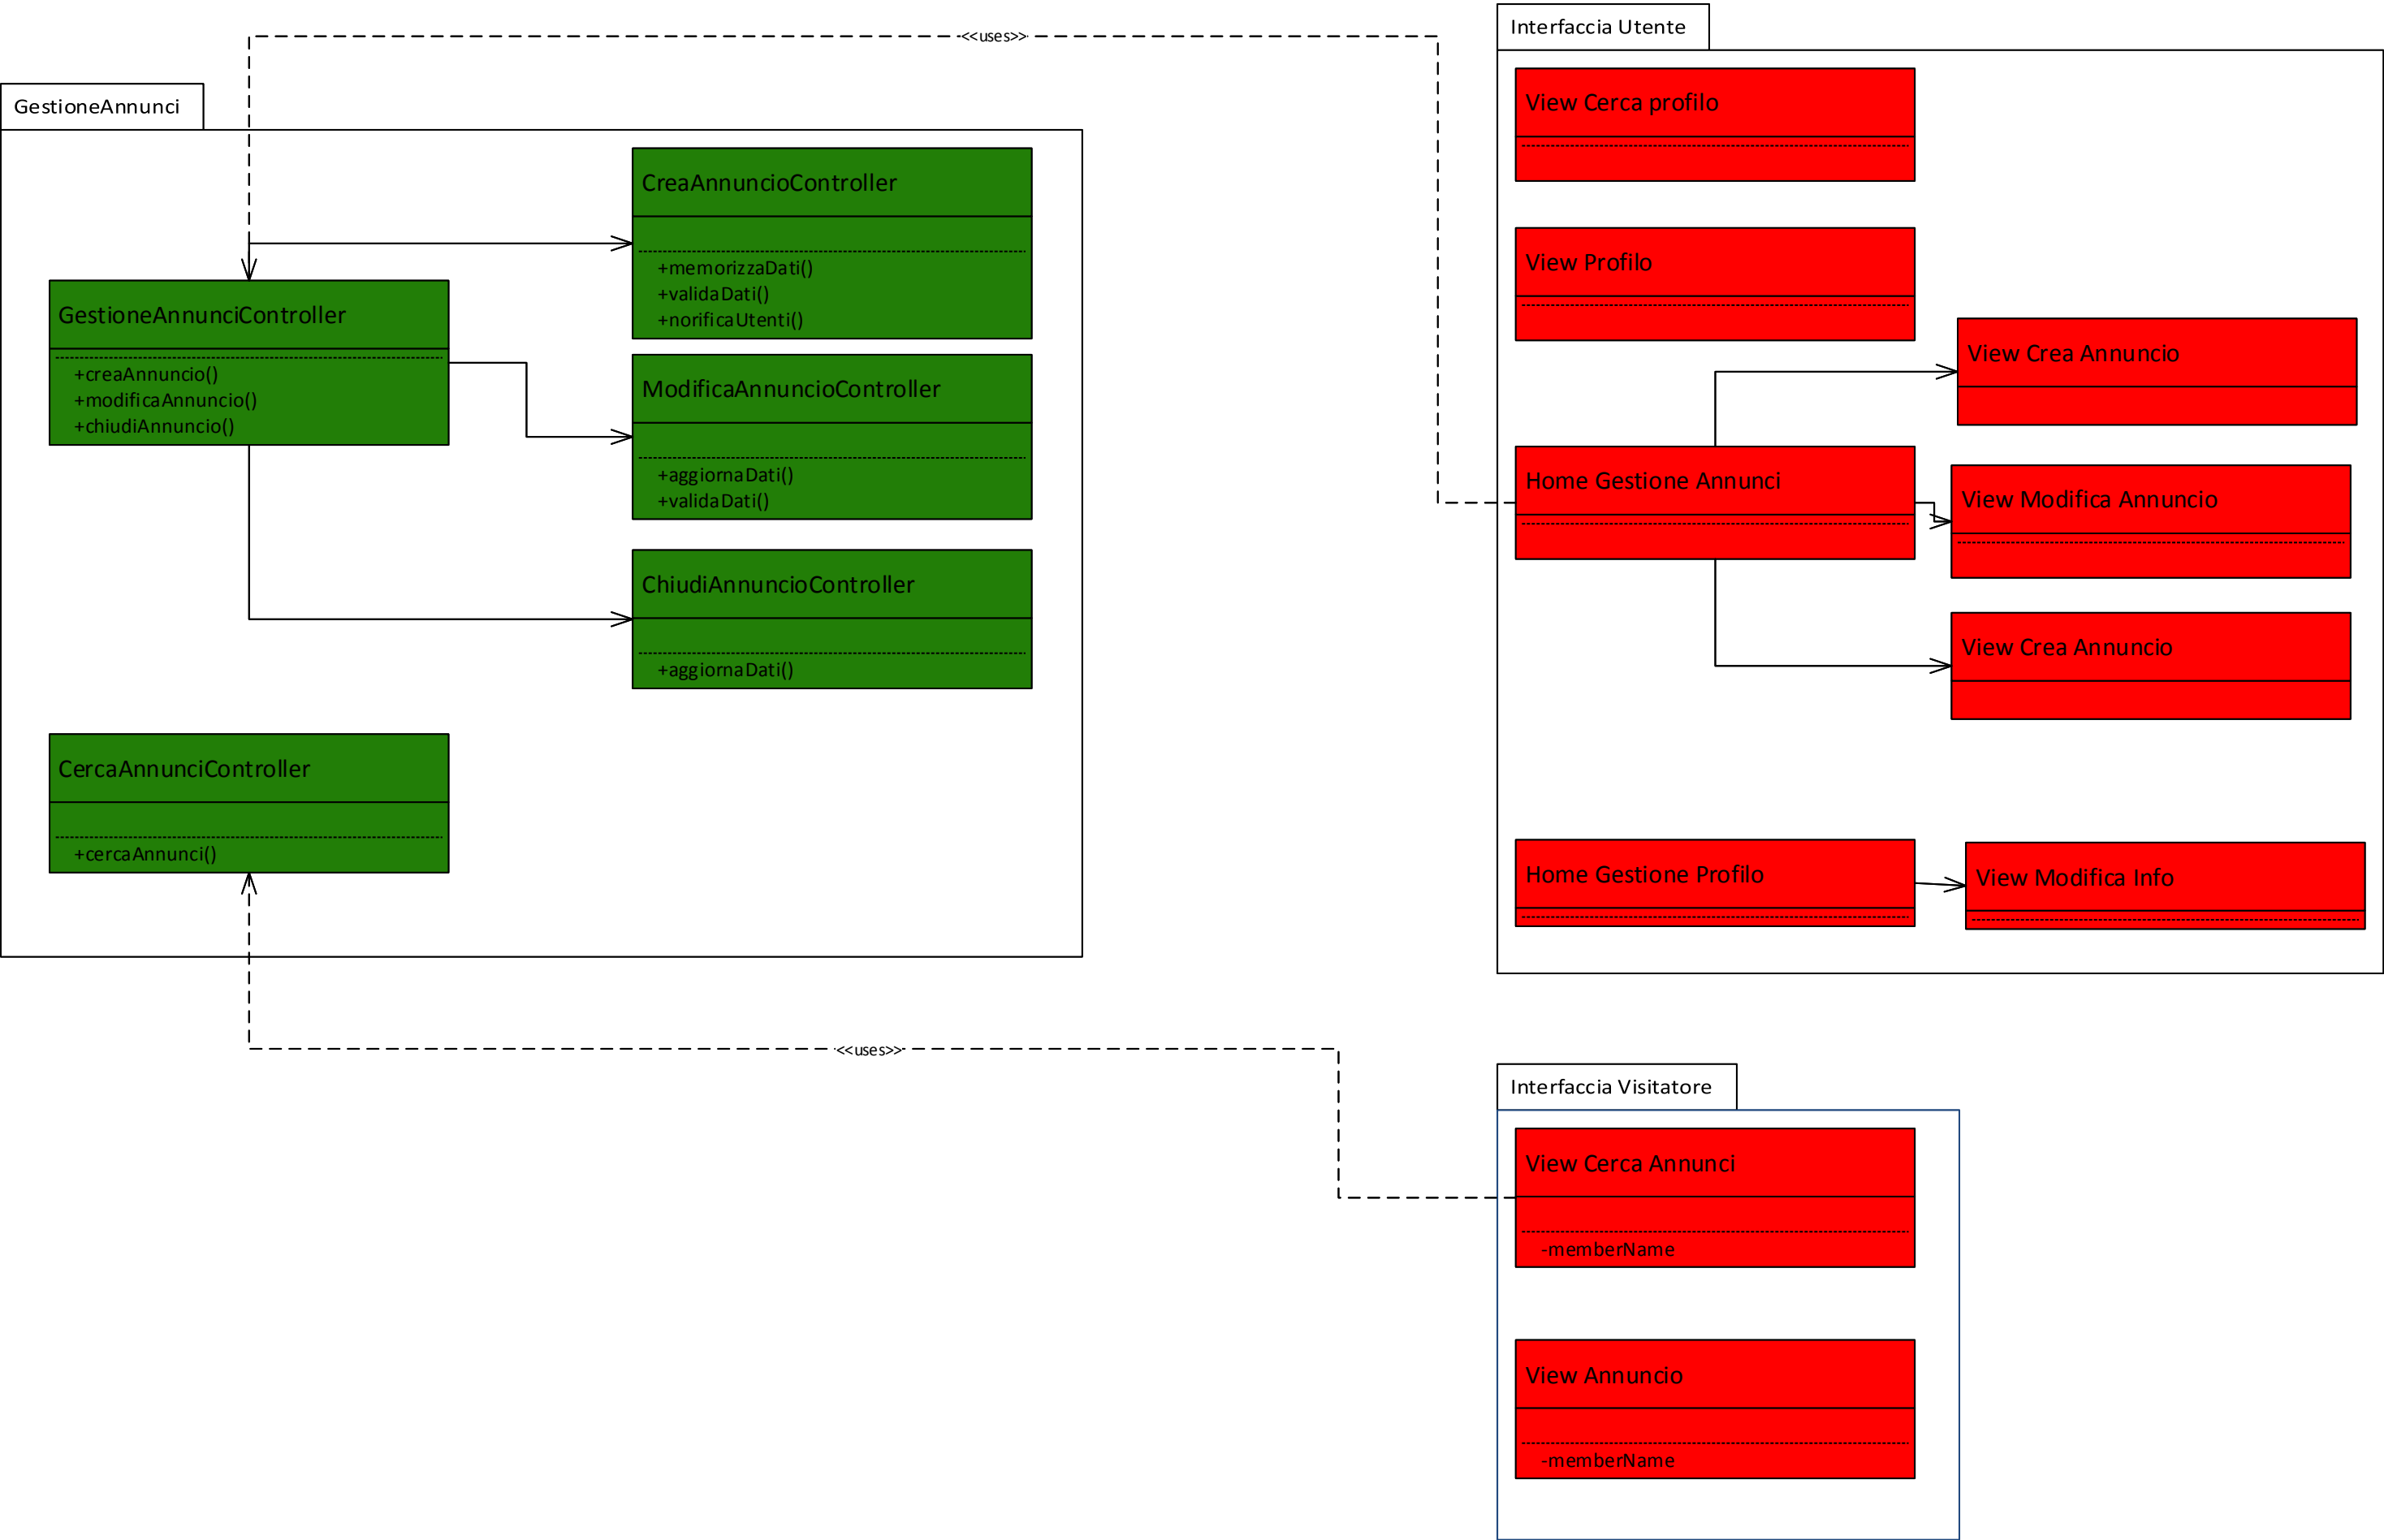 <<uses>>
GestioneAnnunci
CreaAnnuncioController
+memorizzaDati()
+validaDati()
+norificaUtenti()
GestioneAnnunciController
+creaAnnuncio()
+modificaAnnuncio()
+chiudiAnnuncio()
ModificaAnnuncioController
+aggiornaDati()
+validaDati()
ChiudiAnnuncioController
+aggiornaDati()
CercaAnnunciController
+cercaAnnunci()
Interfaccia Utente
View Cerca profilo
View Profilo
View Crea Annuncio
Home Gestione Annunci
View Modifica Annuncio
View Crea Annuncio
Home Gestione Profilo
View Modifica Info
<<uses>>
Interfaccia Visitatore
View Cerca Annunci
-memberName
View Annuncio
-memberName